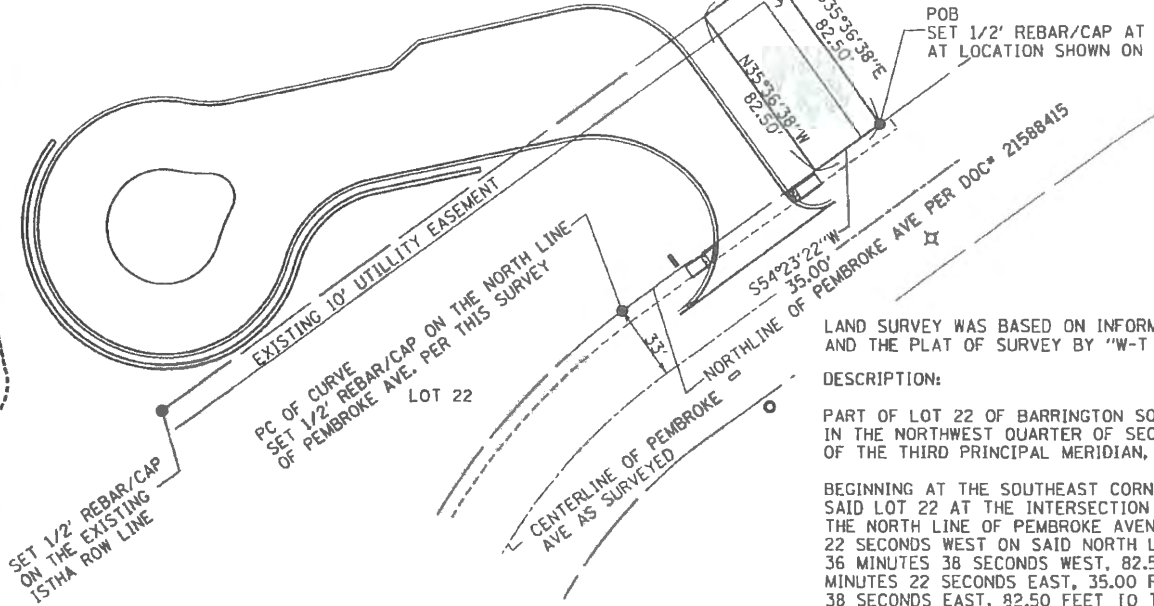 POB
SET 1/2' REBAR/CAP AT
AT LOCATION SHOWN ON
S35°36'38"E
82.50'
N35°36'38"W
82.50'
S54°23'22"W
35.00'
NORTHLINE OF PEMBROKE AVE PER DOC# 21588415
33'
EXISTING 10' UTILLITY EASEMENT
PC OF CURVE
SET 1/2' REBAR/CAP ON THE NORTH LINE
OF PEMBROKE AVE. PER THIS SURVEY
LOT 22
CENTERLINE OF PEMBROKE
AVE AS SURVEYED
SET 1/2' REBAR/CAP
ON THE EXISTING
ISTHA ROW LINE
LAND SURVEY WAS BASED ON INFORM
AND THE PLAT OF SURVEY BY "W-T
DESCRIPTION:
PART OF LOT 22 OF BARRINGTON SO
IN THE NORTHWEST QUARTER OF SEC
OF THE THIRD PRINCIPAL MERIDIAN,
BEGINNING AT THE SOUTHEAST CORN
SAID LOT 22 AT THE INTERSECTION
THE NORTH LINE OF PEMBROKE AVEN
22 SECONDS WEST ON SAID NORTH L
36 MINUTES 38 SECONDS WEST, 82.5
MINUTES 22 SECONDS EAST, 35.00 F
38 SECONDS EAST, 82.50 FEET TO T